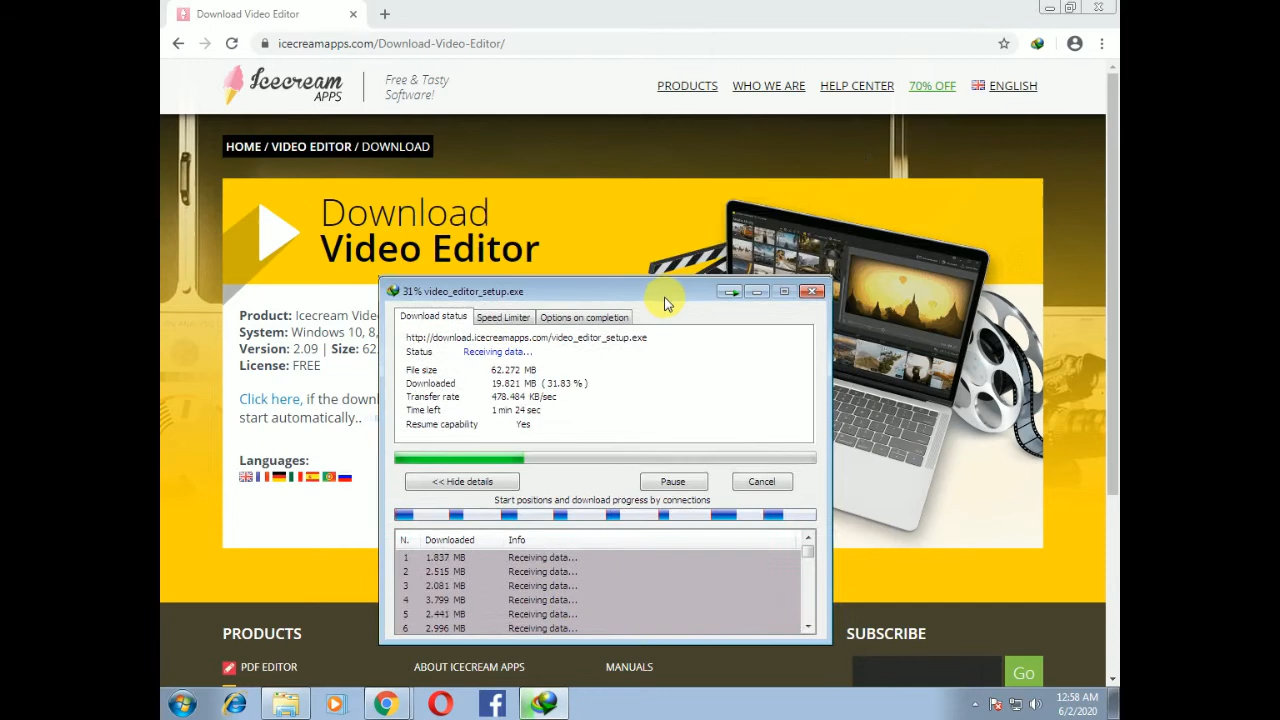 Download Video Editor
icecreamapps.com/Download-Video-Editor/
Icecream APPS
Free & Tasty
Software!
PRODUCTS WHO WE ARE HELP CENTER 70% OFF ENGLISH
HOME / VIDEO EDITOR / DOWNLOAD
Download
Video Editor
Product: Icecream Vide
System: Windows 10, 8,
Version: 2.09 | Size: 62.
License: FREE
Click here, if the downl
start automatically..
Languages:
31% video_editor_setup.exe
Download status Speed Limiter Options on completion
http://download.icecreamapps.com/video_editor_setup.exe
Status Receiving data...
File size 62.272 MB
Downloaded 19.821 MB ( 31.83 % )
Transfer rate 478.484 KB/sec
Time left 1 min 24 sec
Resume capability Yes
<< Hide details Pause Cancel
Start positions and download progress by connections
N. Downloaded Info
1 1.837 MB Receiving data...
2 2.515 MB Receiving data...
3 2.081 MB Receiving data...
4 3.799 MB Receiving data...
5 2.441 MB Receiving data...
6 2.996 MB Receiving data...
PRODUCTS
SUBSCRIBE
PDF EDITOR ABOUT ICECREAM APPS MANUALS
Go
12:58 AM
6/2/2020